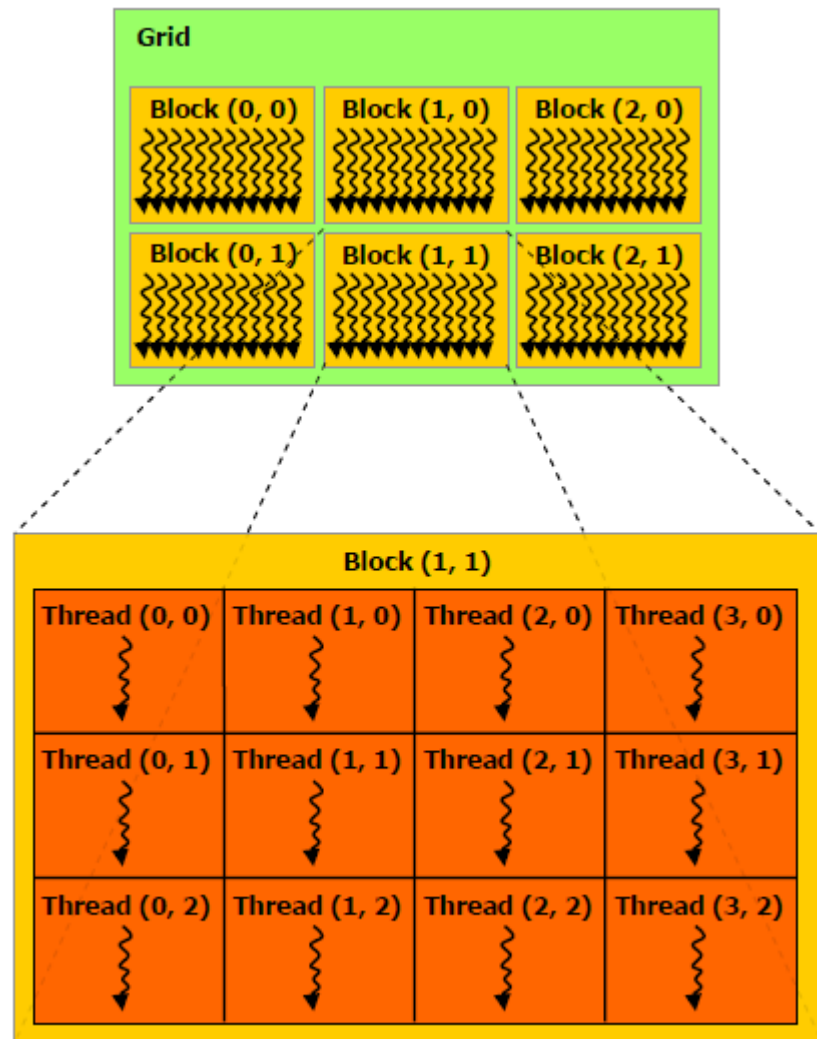 Grid
Block (0, 0) Block (1, 0) Block (2, 0)
Block (0, 1) Block (1, 1) Block (2, 1)
Block (1, 1)
Thread (0, 0) Thread (1, 0) Thread (2, 0) Thread (3, 0)
Thread (0, 1) Thread (1, 1) Thread (2, 1) Thread (3, 1)
Thread (0, 2) Thread (1, 2) Thread (2, 2) Thread (3, 2)